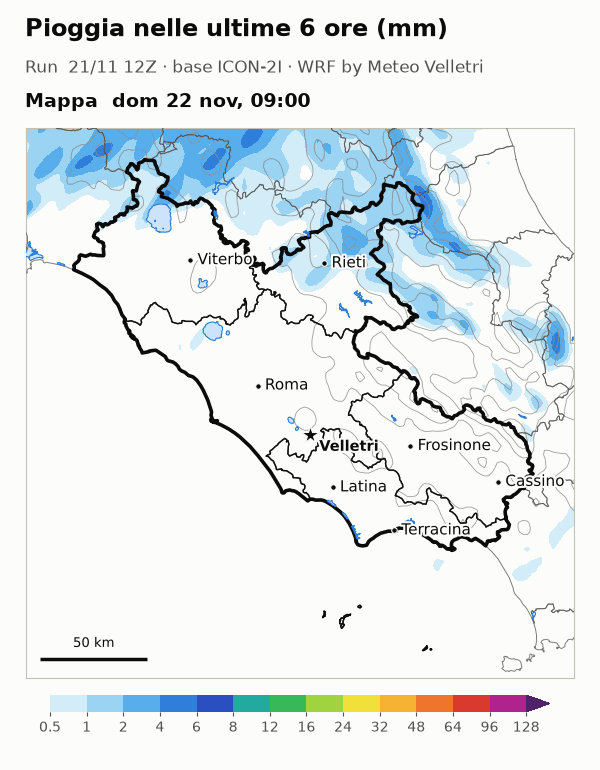 Pioggia nelle ultime 6 ore (mm)
Run  21/11 12Z · base ICON-2I · WRF by Meteo Velletri
Mappa  dom 22 nov, 09:00
Viterbo
Rieti
Roma
Velletri
Frosinone
Latina
Cassino
Terracina
50 km
0.5 1 2 4 6 8 12 16 24 32 48 64 96 128